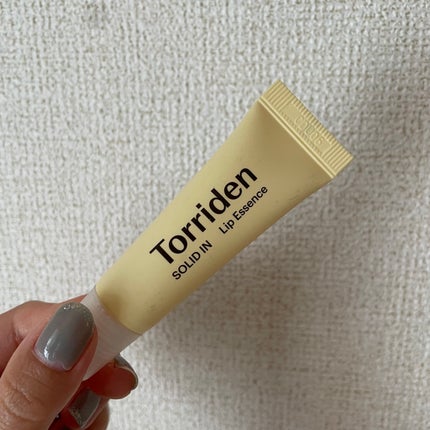 Torriden
SOLID IN Lip Essence